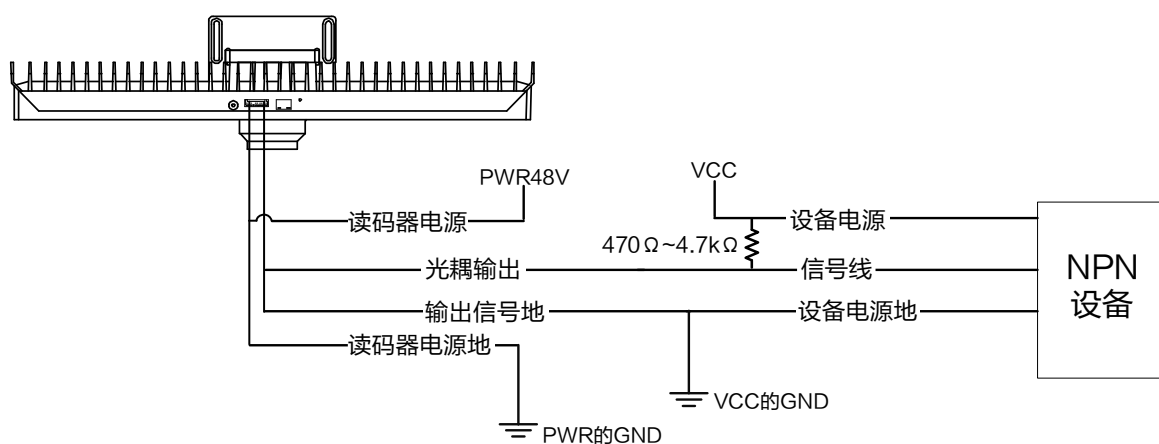 PWR48V
VCC
读码器电源
设备电源
470Ω~4.7kΩ
光耦输出
信号线
NPN
设备
输出信号地
设备电源地
读码器电源地
VCC的GND
PWR的GND